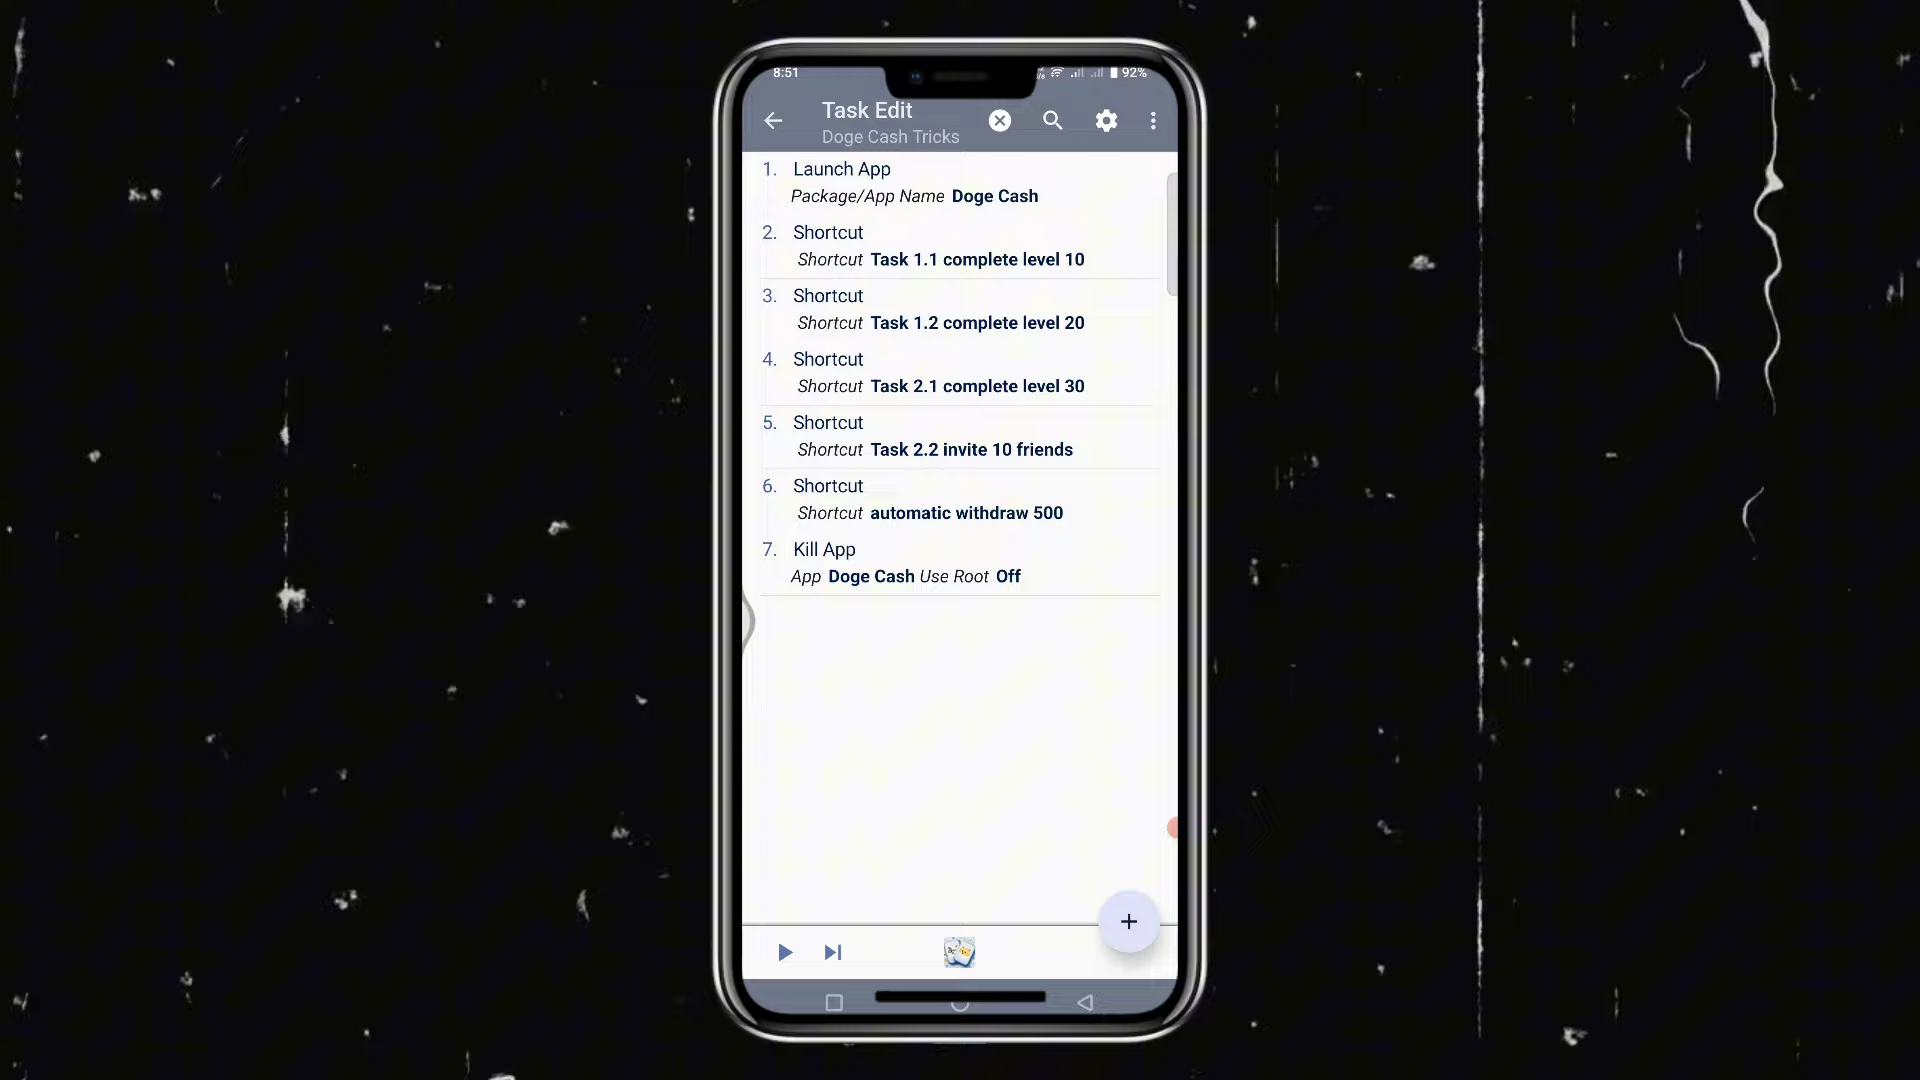 8:51
92%
Task Edit
Doge Cash Tricks
1. Launch App
Package/App Name Doge Cash
2. Shortcut
Shortcut Task 1.1 complete level 10
3. Shortcut
Shortcut Task 1.2 complete level 20
4. Shortcut
Shortcut Task 2.1 complete level 30
5. Shortcut
Shortcut Task 2.2 invite 10 friends
6. Shortcut
Shortcut automatic withdraw 500
7. Kill App
App Doge Cash Use Root Off